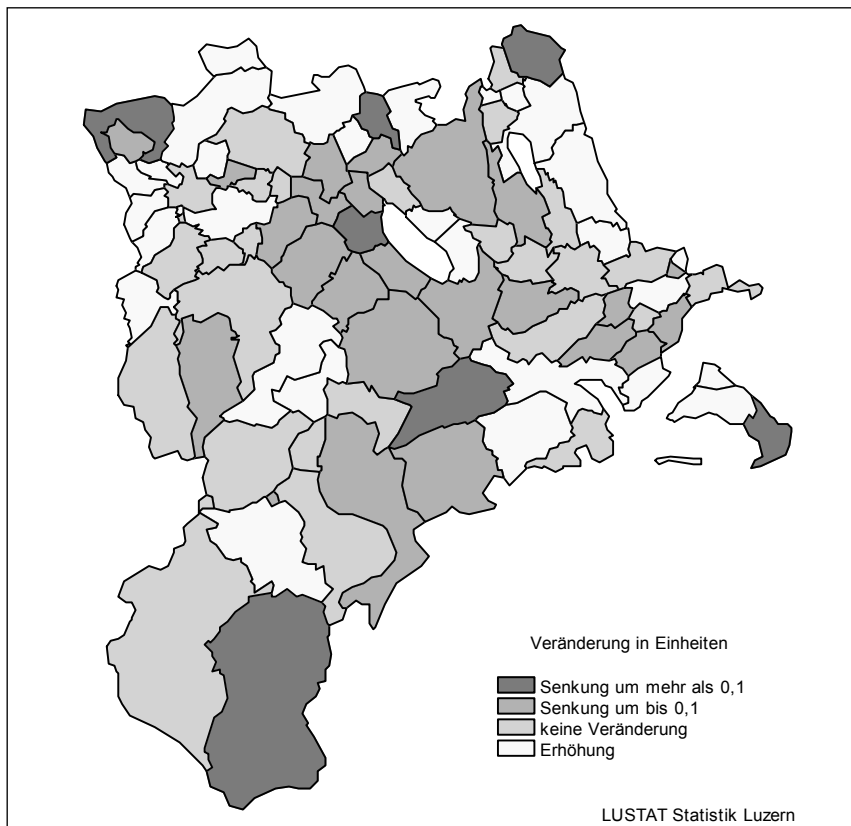 Veränderung in Einheiten
Senkung um mehr als 0,1
Senkung um bis 0,1
keine Veränderung
Erhöhung
LUSTAT Statistik Luzern